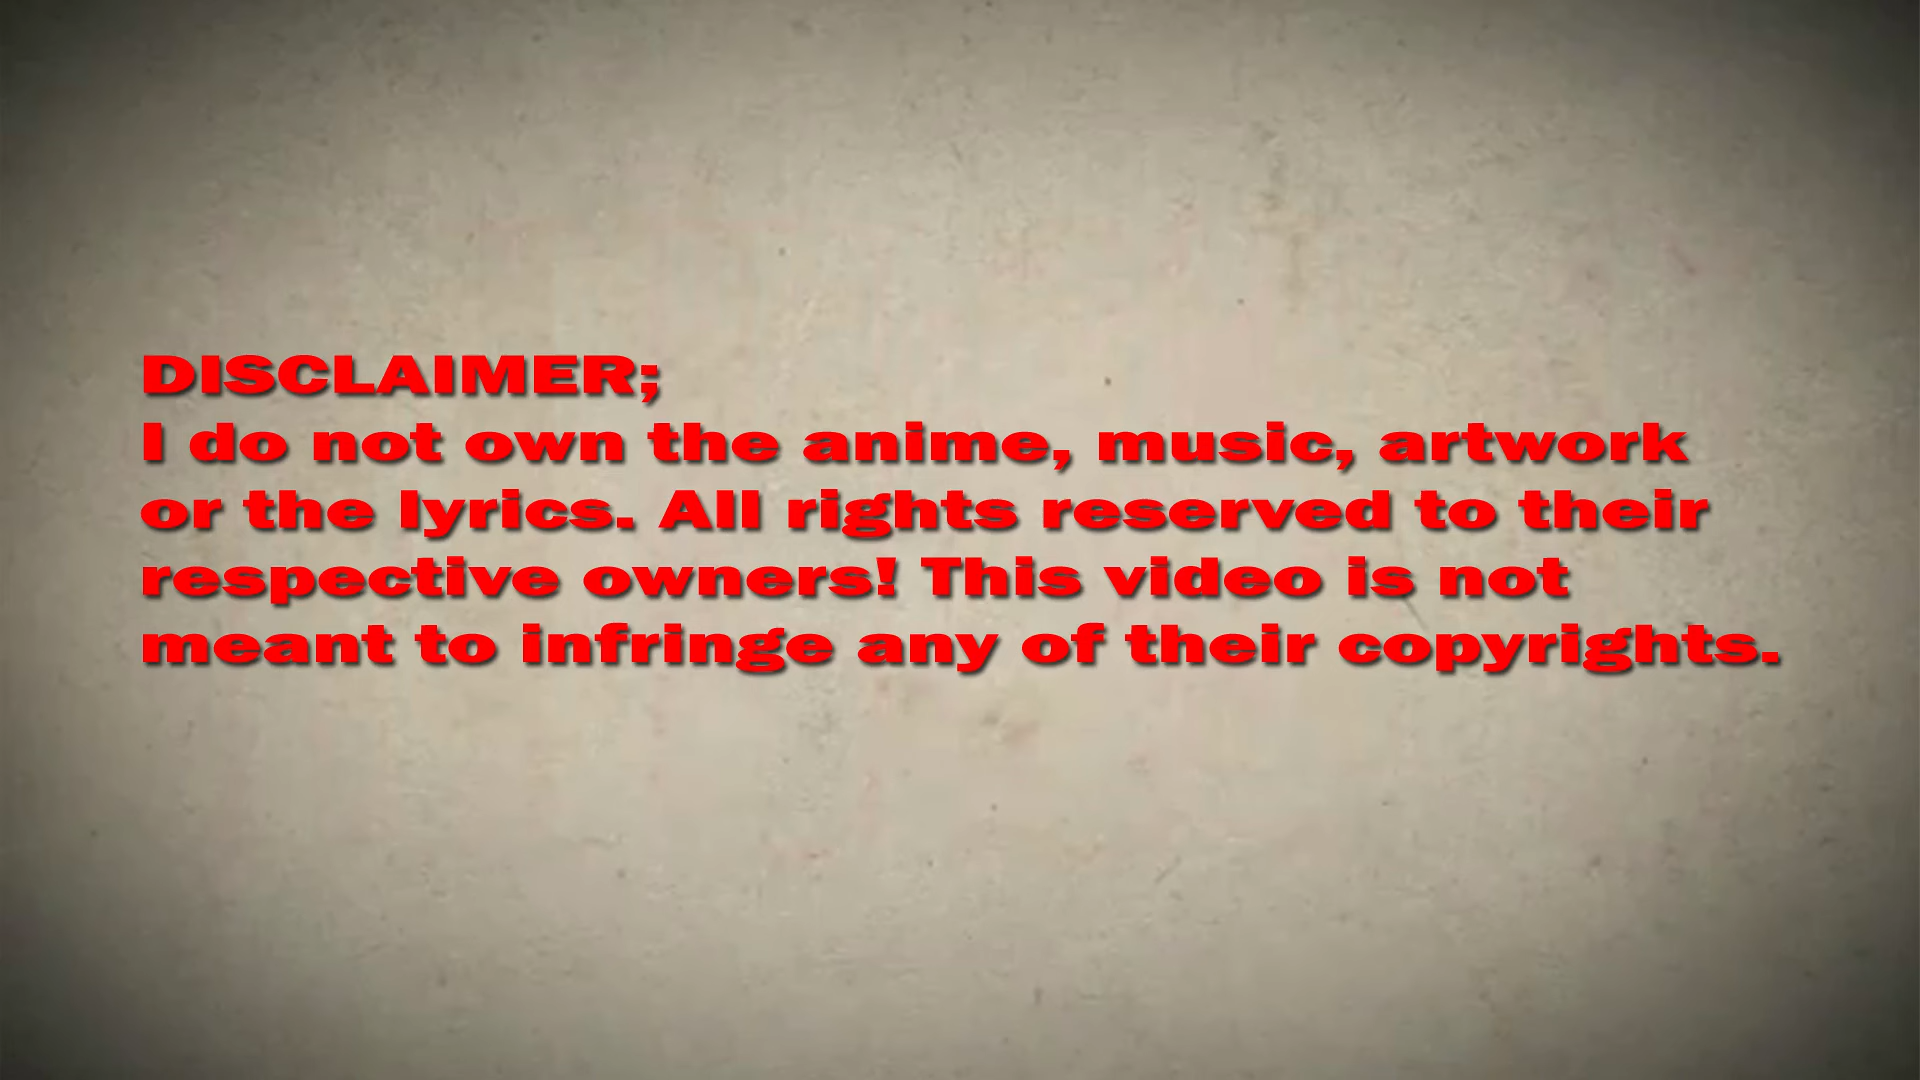 DISCLAIMER;
I do not own the anime, music, artwork
or the lyrics. All rights reserved to their
respective owners! This video is not
meant to infringe any of their copyrights.